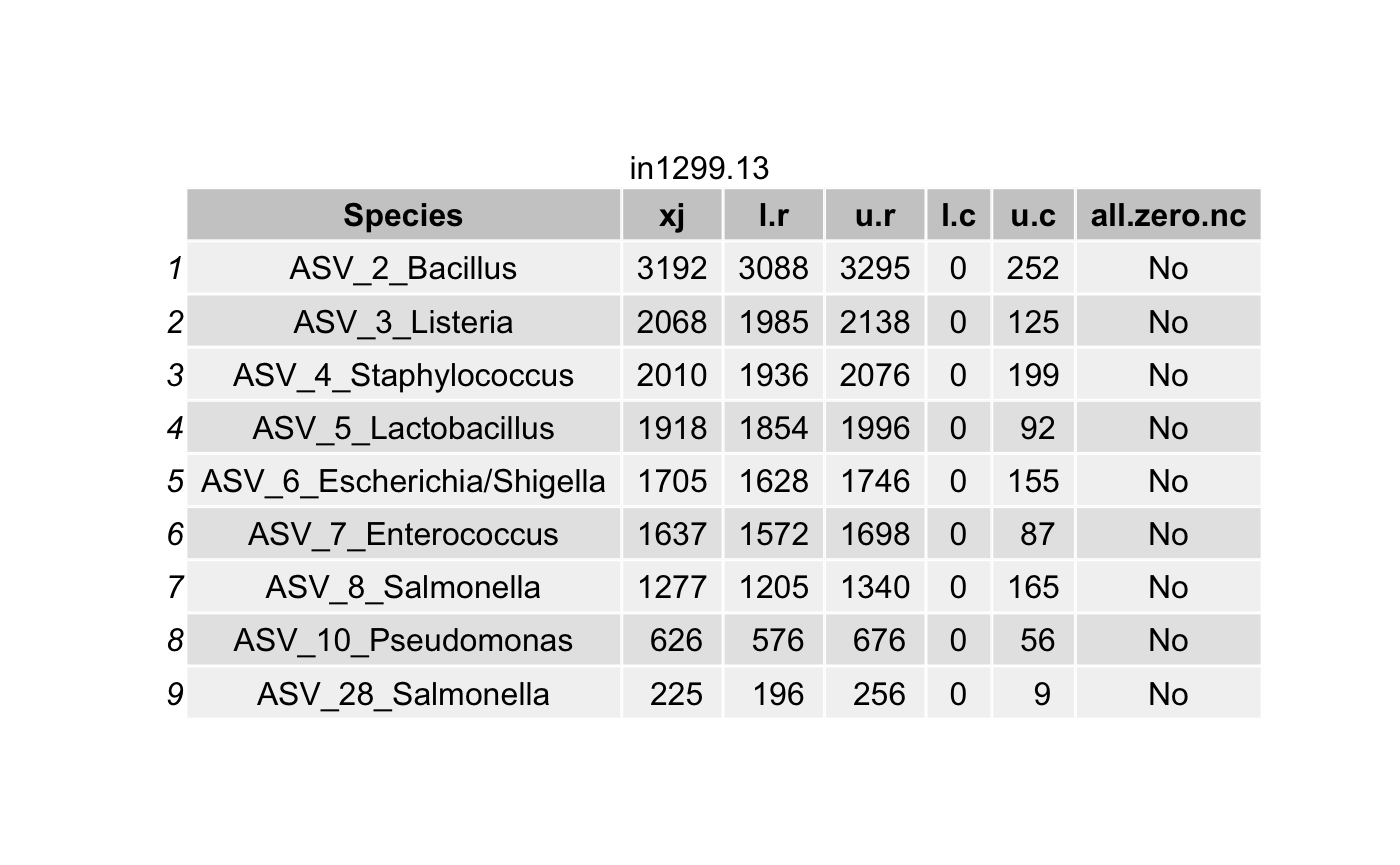 in1299.13
Species xj l.r u.r l.c u.c all.zero.nc
1 ASV_2_Bacillus 3192 3088 3295 0 252 No
2 ASV_3_Listeria 2068 1985 2138 0 125 No
3 ASV_4_Staphylococcus 2010 1936 2076 0 199 No
4 ASV_5_Lactobacillus 1918 1854 1996 0 92 No
5 ASV_6_Escherichia/Shigella 1705 1628 1746 0 155 No
6 ASV_7_Enterococcus 1637 1572 1698 0 87 No
7 ASV_8_Salmonella 1277 1205 1340 0 165 No
8 ASV_10_Pseudomonas 626 576 676 0 56 No
9 ASV_28_Salmonella 225 196 256 0 9 No